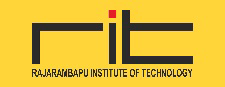 rit
RAJARAMBAPU INSTITUTE OF TECHNOLOGY